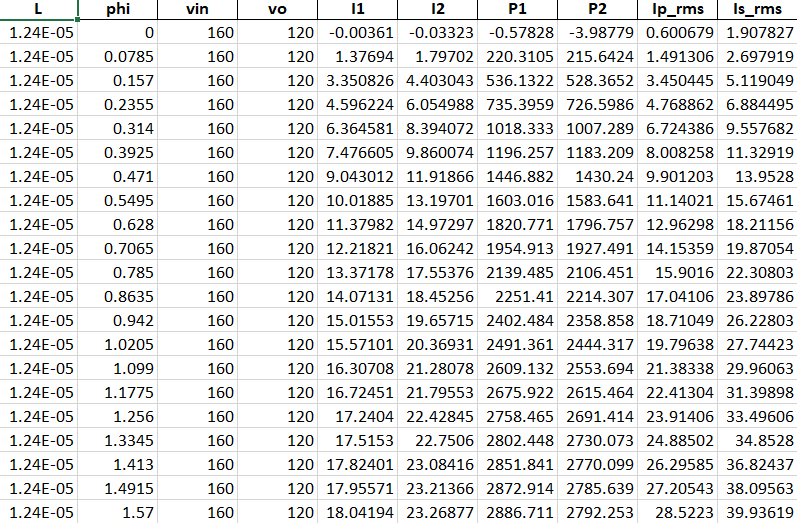 L phi vin vo I1 I2 P1 P2 Ip_rms Is_rms
1.24E-05 0 160 120 -0.00361 -0.03323 -0.57828 -3.98779 0.600679 1.907827
1.24E-05 0.0785 160 120 1.37694 1.79702 220.3105 215.6424 1.491306 2.697919
1.24E-05 0.157 160 120 3.350826 4.403043 536.1322 528.3652 3.450445 5.119049
1.24E-05 0.2355 160 120 4.596224 6.054988 735.3959 726.5986 4.768862 6.884495
1.24E-05 0.314 160 120 6.364581 8.394072 1018.333 1007.289 6.724386 9.557682
1.24E-05 0.3925 160 120 7.476605 9.860074 1196.257 1183.209 8.008258 11.32919
1.24E-05 0.471 160 120 9.043012 11.91866 1446.882 1430.24 9.901203 13.9528
1.24E-05 0.5495 160 120 10.01885 13.19701 1603.016 1583.641 11.14021 15.67461
1.24E-05 0.628 160 120 11.37982 14.97297 1820.771 1796.757 12.96298 18.21156
1.24E-05 0.7065 160 120 12.21821 16.06242 1954.913 1927.491 14.15359 19.87054
1.24E-05 0.785 160 120 13.37178 17.55376 2139.485 2106.451 15.9016 22.30803
1.24E-05 0.8635 160 120 14.07131 18.45256 2251.41 2214.307 17.04106 23.89786
1.24E-05 0.942 160 120 15.01553 19.65715 2402.484 2358.858 18.71049 26.22803
1.24E-05 1.0205 160 120 15.57101 20.36931 2491.361 2444.317 19.79638 27.74423
1.24E-05 1.099 160 120 16.30708 21.28078 2609.132 2553.694 21.38338 29.96063
1.24E-05 1.1775 160 120 16.72451 21.79553 2675.922 2615.464 22.41304 31.39898
1.24E-05 1.256 160 120 17.2404 22.42845 2758.465 2691.414 23.91406 33.49606
1.24E-05 1.3345 160 120 17.5153 22.7506 2802.448 2730.073 24.88502 34.8528
1.24E-05 1.413 160 120 17.82401 23.08416 2851.841 2770.099 26.29585 36.82437
1.24E-05 1.4915 160 120 17.95571 23.21366 2872.914 2785.639 27.20543 38.09563
1.24E-05 1.57 160 120 18.04194 23.26877 2886.711 2792.253 28.5223 39.93619